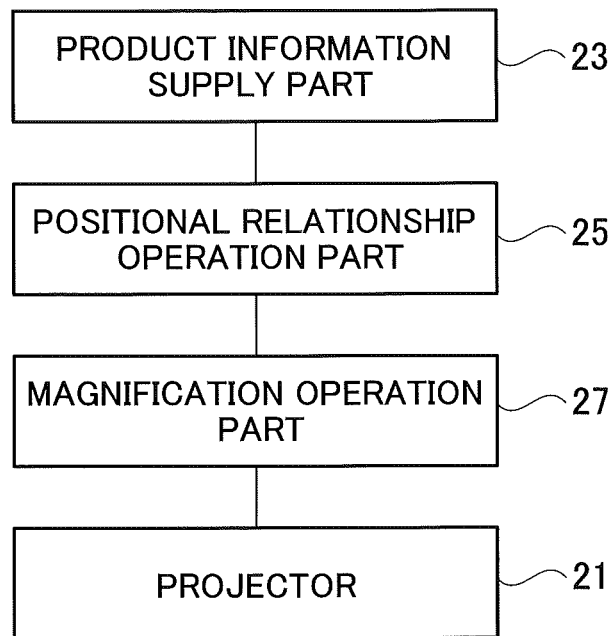 PRODUCT INFORMATION
SUPPLY PART
23
POSITIONAL RELATIONSHIP
OPERATION PART
25
MAGNIFICATION OPERATION
PART
27
PROJECTOR
21